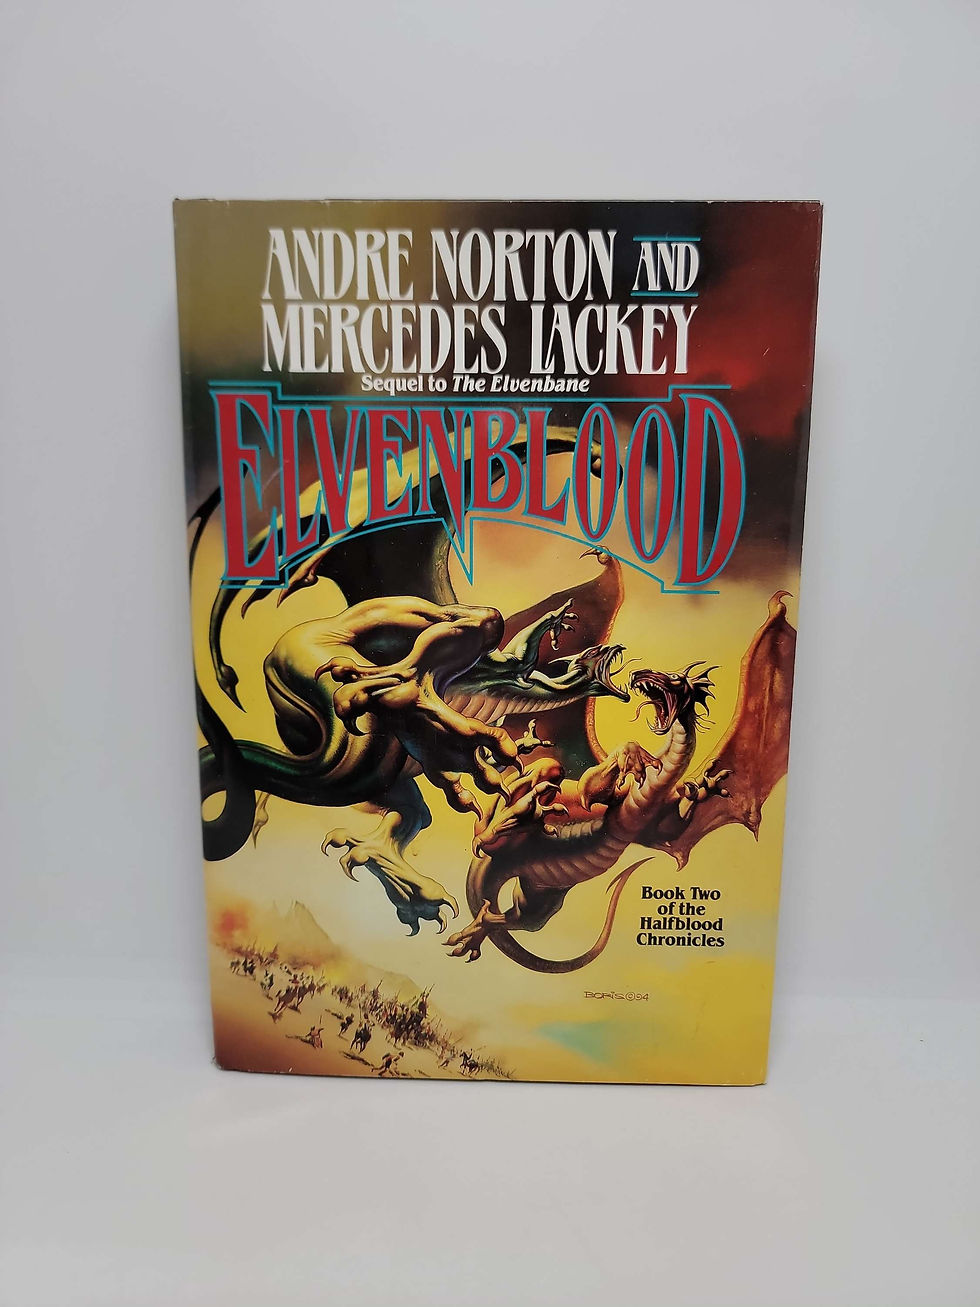 ANDRE NORTON AND
MERCEDES LACKEY
Sequel to The Elvenbane
ELVENBLOOD
Book Two
of the
Halfblood
Chronicles
BORIS©94